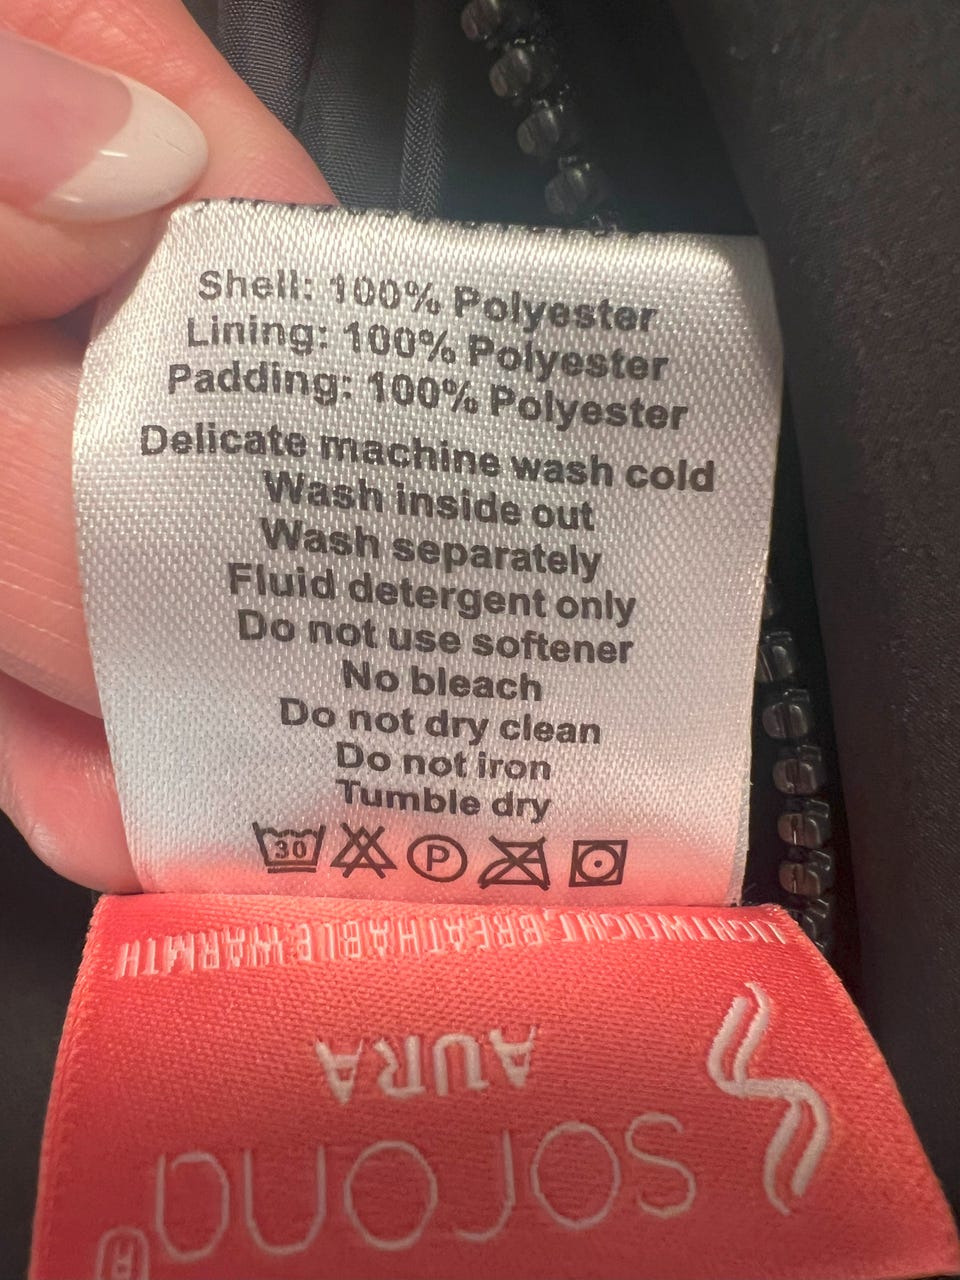 Shell: 100% Polyester
Lining: 100% Polyester
Padding: 100% Polyester
Delicate machine wash cold
Wash inside out
Wash separately
Fluid detergent only
Do not use softener
No bleach
Do not dry clean
Do not iron
Tumble dry
30 P
LIGHTWEIGHT, BREATHABLE WARMTH
AURA
sorona®